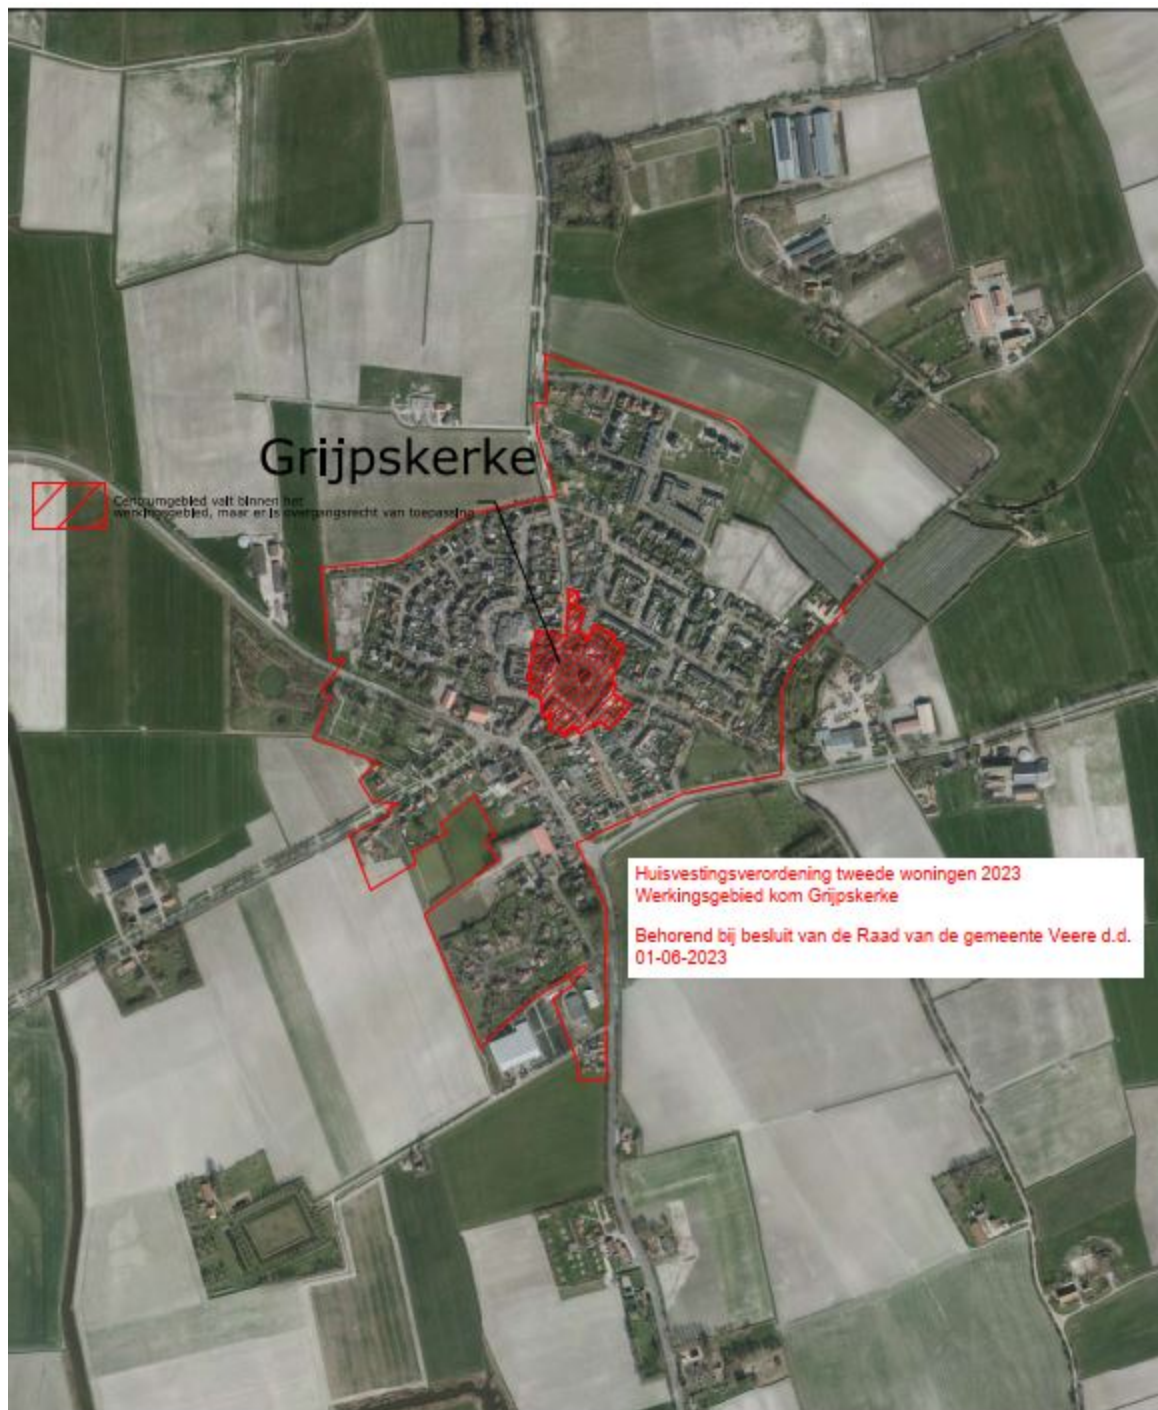 Grijpskerke
Centrumgebied valt binnen het
werkingsgebied, maar er is overgangsrecht van toepassing
Huisvestingsverordening tweede woningen 2023
Werkingsgebied kom Grijpskerke
Behorend bij besluit van de Raad van de gemeente Veere d.d.
01-06-2023